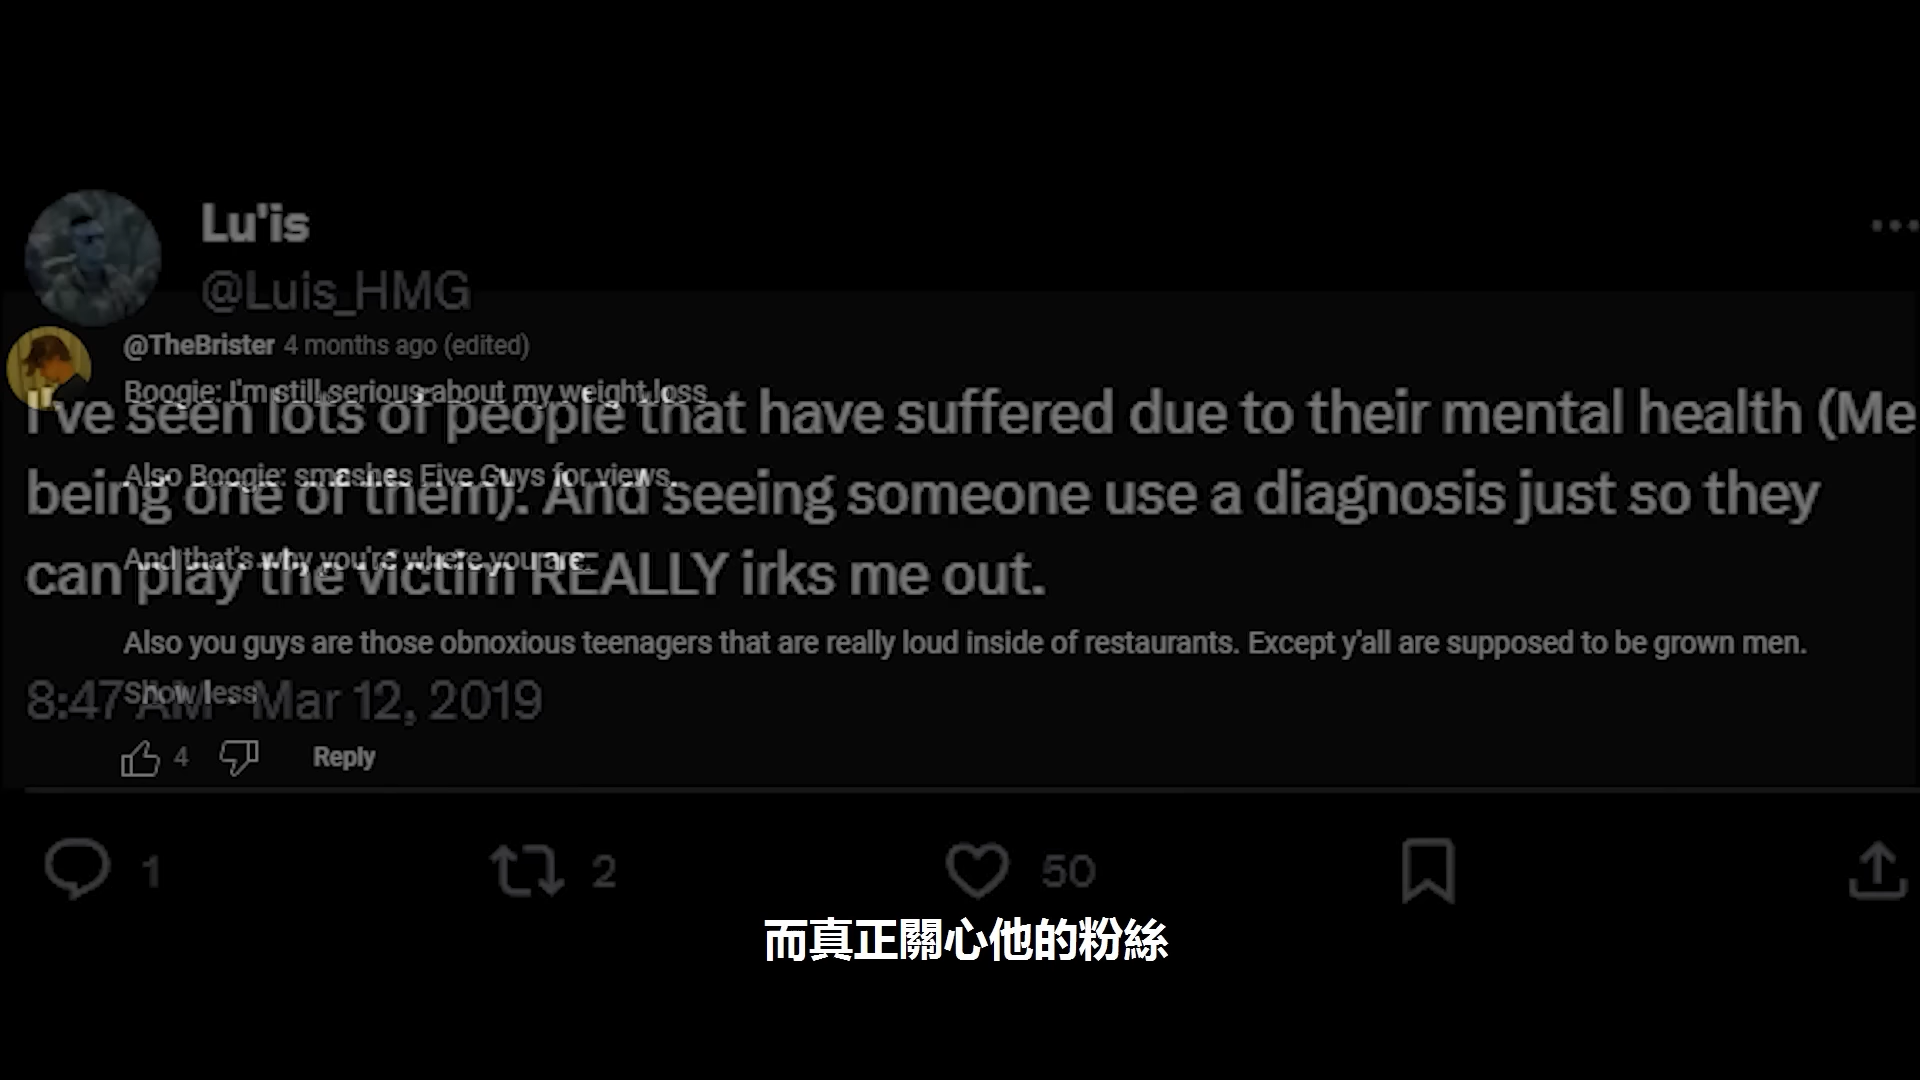 Lu'is
@Luis_HMG
@TheBrister 4 months ago (edited)
Boogie: I'm still serious about my weight loss
I've seen lots of people that have suffered due to their mental health (Me
Also Boogie: smashes Five Guys for views.
being one of them). And seeing someone use a diagnosis just so they
And that's why you're where you are.
can play the victim REALLY irks me out.
Also you guys are those obnoxious teenagers that are really loud inside of restaurants. Except y'all are supposed to be grown men.
Show less
8:47 AM · Mar 12, 2019
4 Reply
1 2 50
而真正關心他的粉絲